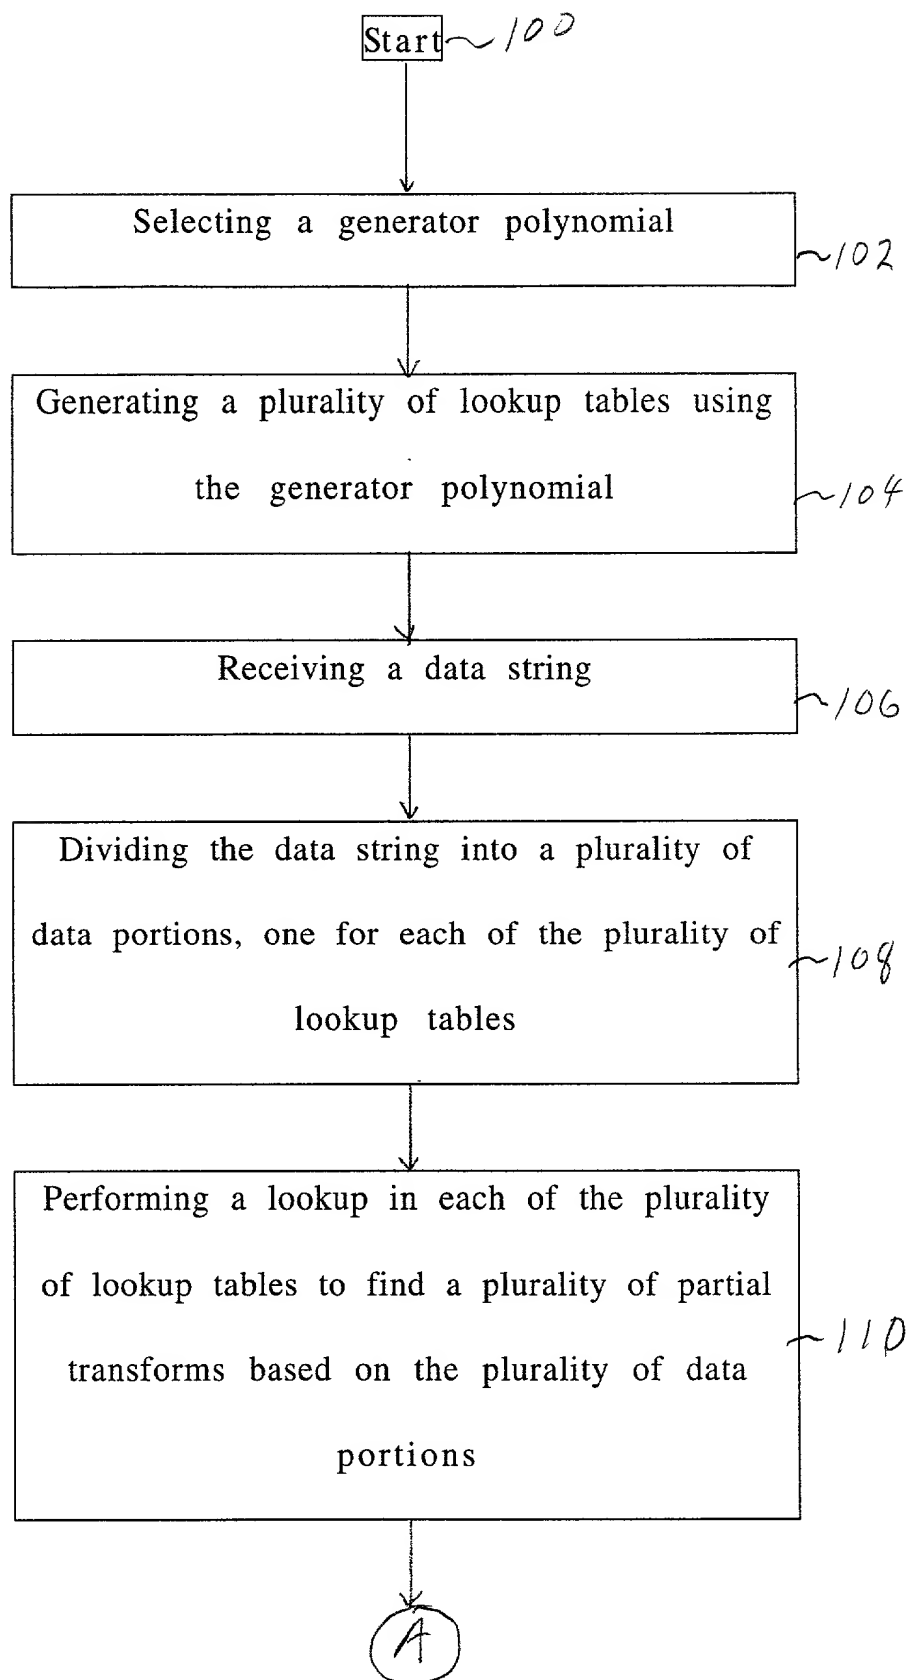 Start 100
Selecting a generator polynomial
102
Generating a plurality of lookup tables using
the generator polynomial
104
Receiving a data string
106
Dividing the data string into a plurality of
data portions, one for each of the plurality of
108
lookup tables
Performing a lookup in each of the plurality
of lookup tables to find a plurality of partial
110
transforms based on the plurality of data
portions
A